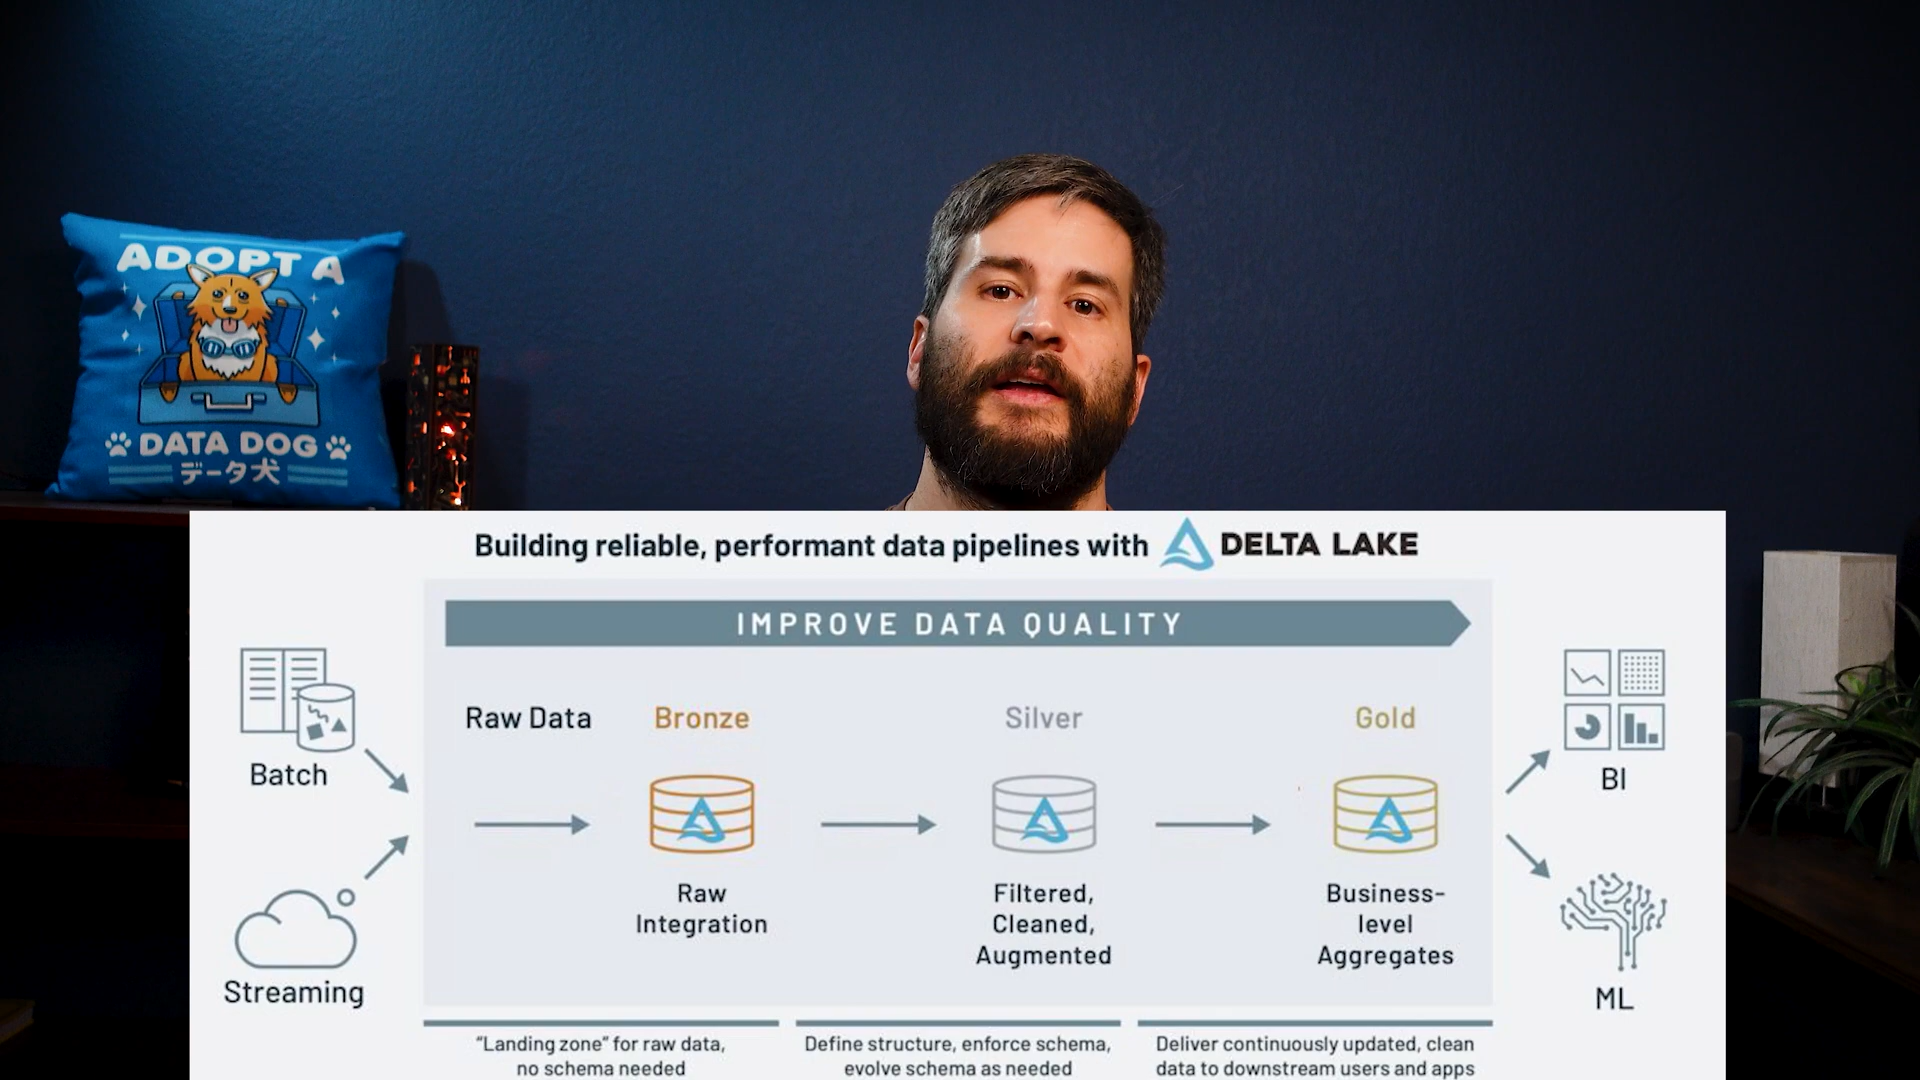 ADOPT A
DATA DOG
データ犬
Building reliable, performant data pipelines with DELTA LAKE
IMPROVE DATA QUALITY
Raw Data
Bronze
Silver
Gold
Batch
BI
Raw
Integration
Filtered,
Cleaned,
Augmented
Business-
level
Aggregates
Streaming
ML
“Landing zone” for raw data,
no schema needed
Define structure, enforce schema,
evolve schema as needed
Deliver continuously updated, clean
data to downstream users and apps